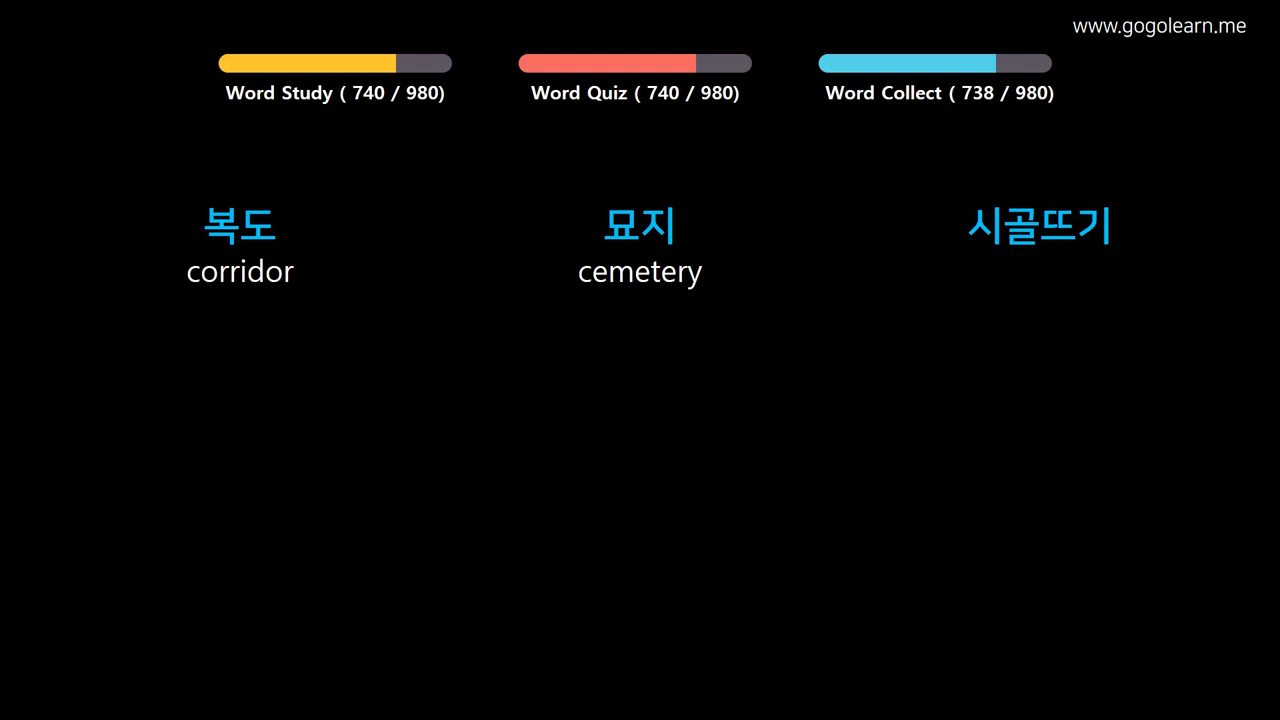 www.gogolearn.me
Word Study ( 740 / 980)
Word Quiz ( 740 / 980)
Word Collect ( 738 / 980)
복도
corridor
묘지
cemetery
시골뜨기